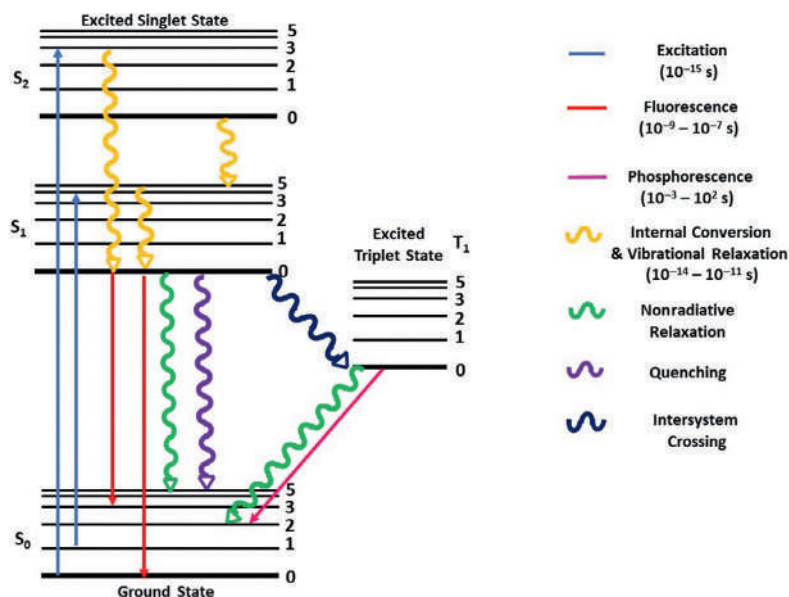 Excited Singlet State
5
3
2
1
0
S₂
5
3
2
1
0
S₁
Excited
Triplet State
T₁
5
3
2
1
0
5
3
2
1
0
S₀
Ground State
Excitation
(10⁻¹⁵ s)
Fluorescence
(10⁻⁹ – 10⁻⁷ s)
Phosphorescence
(10⁻³ – 10² s)
Internal Conversion
& Vibrational Relaxation
(10⁻¹⁴ – 10⁻¹¹ s)
Nonradiative
Relaxation
Quenching
Intersystem
Crossing